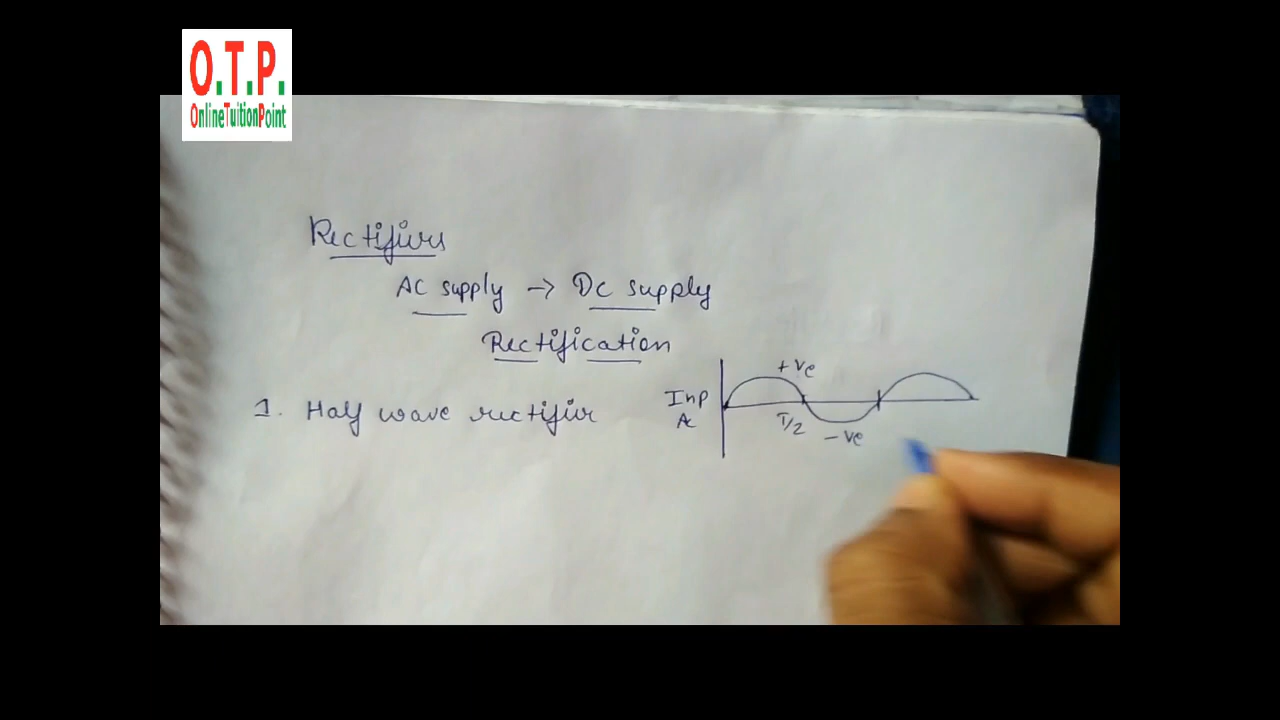 O.T.P.
OnlineTuitionPoint
Rectifiers
AC supply -> DC supply
Rectification
1. Half wave rectifier
Inp
Ac
+ve
T/2
-ve